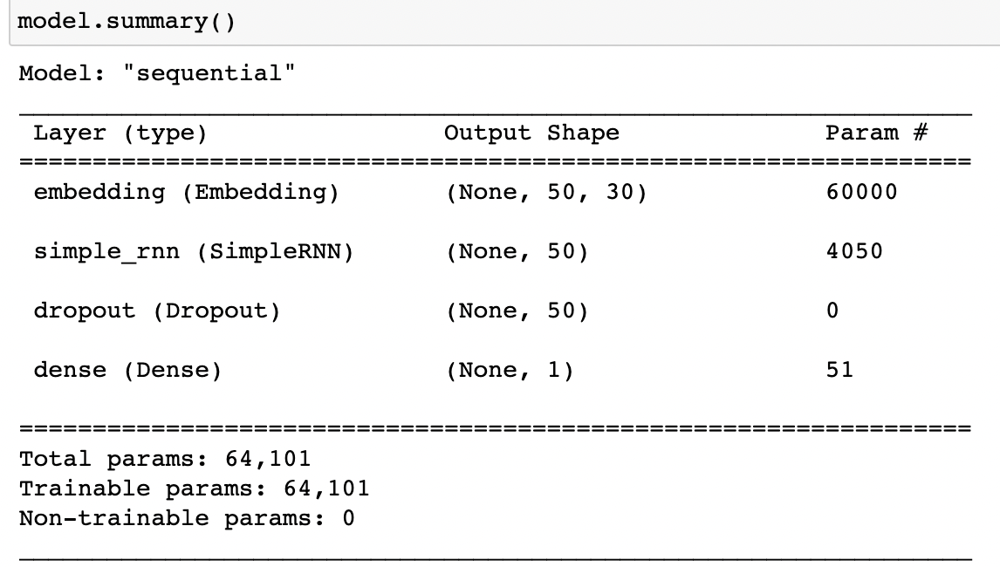 model.summary()
Model: "sequential"
_________________________________________________________________
Layer (type) Output Shape Param #
=================================================================
embedding (Embedding) (None, 50, 30) 60000
simple_rnn (SimpleRNN) (None, 50) 4050
dropout (Dropout) (None, 50) 0
dense (Dense) (None, 1) 51
=================================================================
Total params: 64,101
Trainable params: 64,101
Non-trainable params: 0
_________________________________________________________________